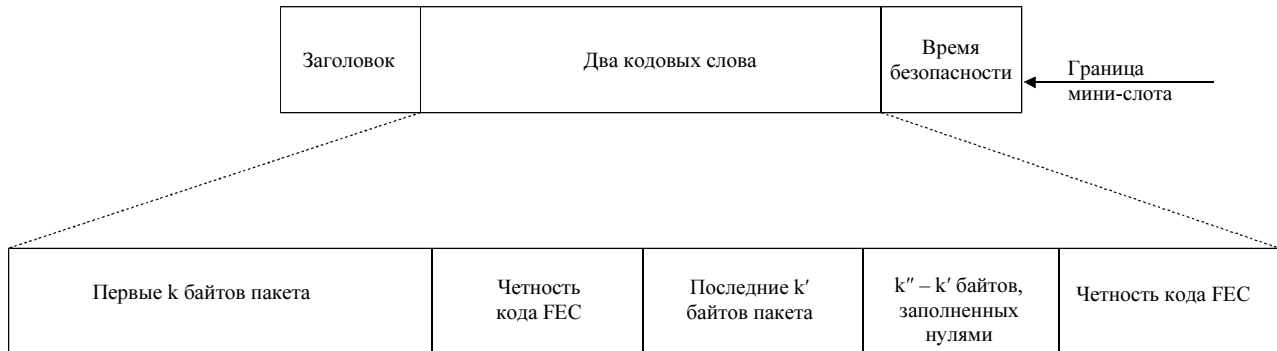 Заголовок
Два кодовых слова
Время
безопасности
Граница
мини-слота
Первые k байтов пакета
Четность
кода FEC
Последние k′
байтов пакета
k″ – k′ байтов,
заполненных
нулями
Четность кода FEC